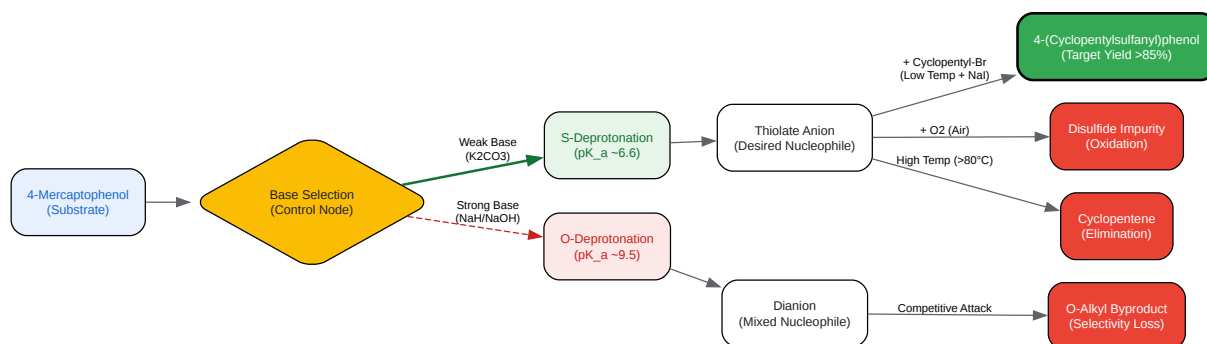 4-Mercaptophenol
(Substrate)
Base Selection
(Control Node)
Weak Base
(K2CO3)
Strong Base
(NaH/NaOH)
S-Deprotonation
(pK_a ~6.6)
O-Deprotonation
(pK_a ~9.5)
Thiolate Anion
(Desired Nucleophile)
Dianion
(Mixed Nucleophile)
+ Cyclopentyl-Br
(Low Temp + NaI)
+ O2 (Air)
High Temp (>80°C)
Competitive Attack
4-(Cyclopentylsulfanyl)phenol
(Target Yield >85%)
Disulfide Impurity
(Oxidation)
Cyclopentene
(Elimination)
O-Alkyl Byproduct
(Selectivity Loss)